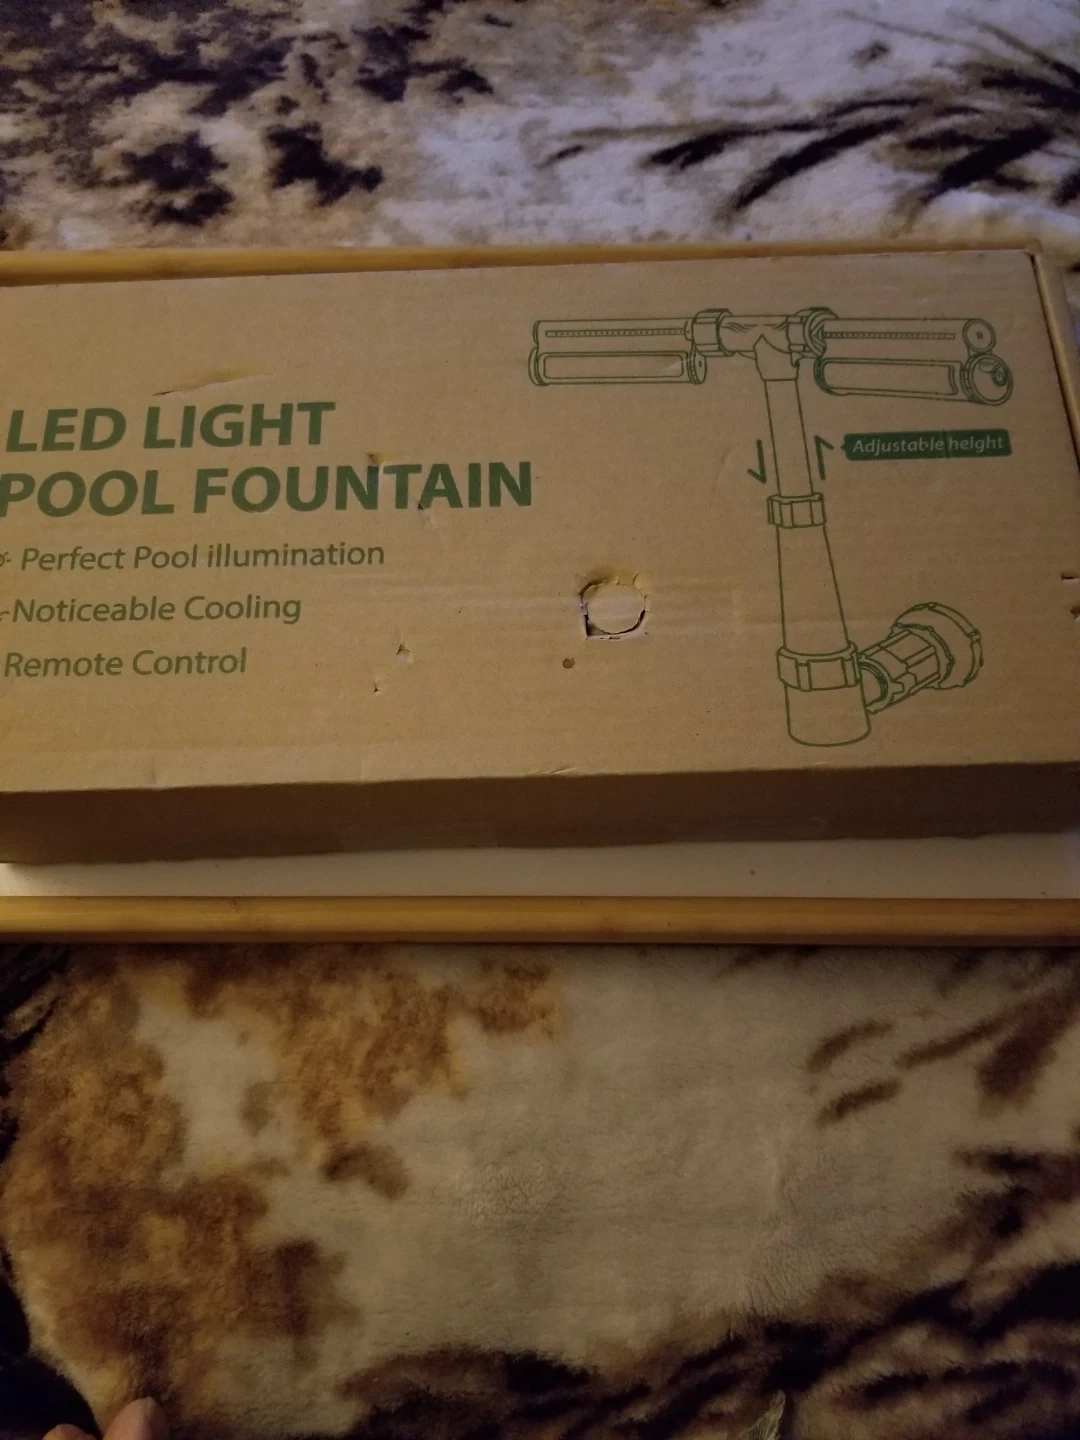 LED LIGHT
POOL FOUNTAIN
Perfect Pool illumination
Noticeable Cooling
Remote Control
Adjustable height